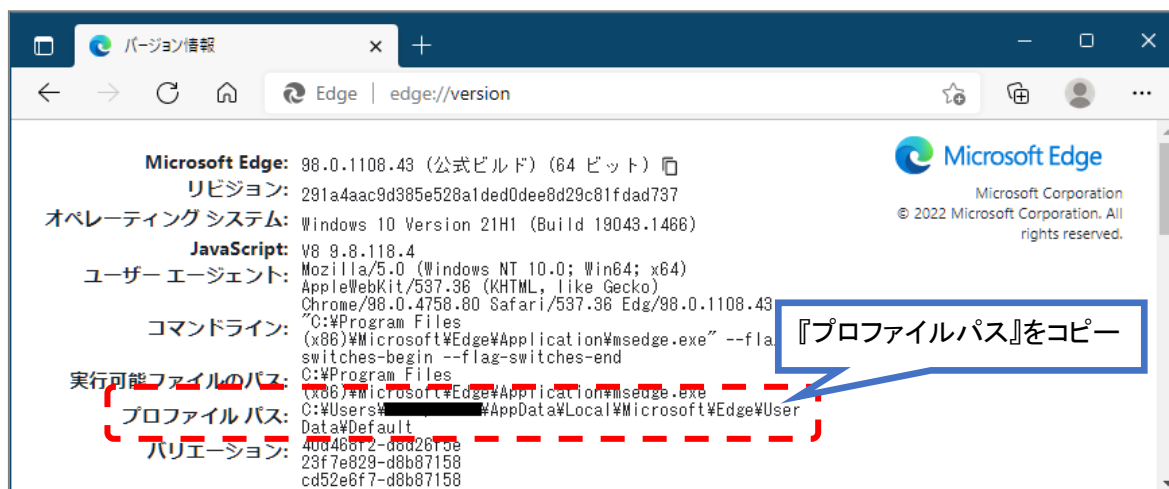 バージョン情報
Edge | edge://version
Microsoft Edge: 98.0.1108.43 (公式ビルド) (64 ビット)
リビジョン: 291a4aac9d385e528a1ded0dee8d29c81fdad737
オペレーティング システム: Windows 10 Version 21H1 (Build 19043.1466)
JavaScript: V8 9.8.118.4
ユーザー エージェント: Mozilla/5.0 (Windows NT 10.0; Win64; x64)
AppleWebKit/537.36 (KHTML, like Gecko)
Chrome/98.0.4758.80 Safari/537.36 Edg/98.0.1108.43
コマンドライン: "C:¥Program Files
(x86)¥Microsoft¥Edge¥Application¥msedge.exe" --fla
switches-begin --flag-switches-end
実行可能ファイルのパス: C:¥Program Files
(x86)¥Microsoft¥Edge¥Application¥msedge.exe
プロファイル パス: C:¥Users¥ ¥AppData¥Local¥Microsoft¥Edge¥User
Data¥Default
バリエーション: 40d468f2-d8d26f5e
23f7e829-d8b87158
cd52e6f7-d8b87158
Microsoft Edge
Microsoft Corporation
© 2022 Microsoft Corporation. All
rights reserved.
『プロファイルパス』をコピー